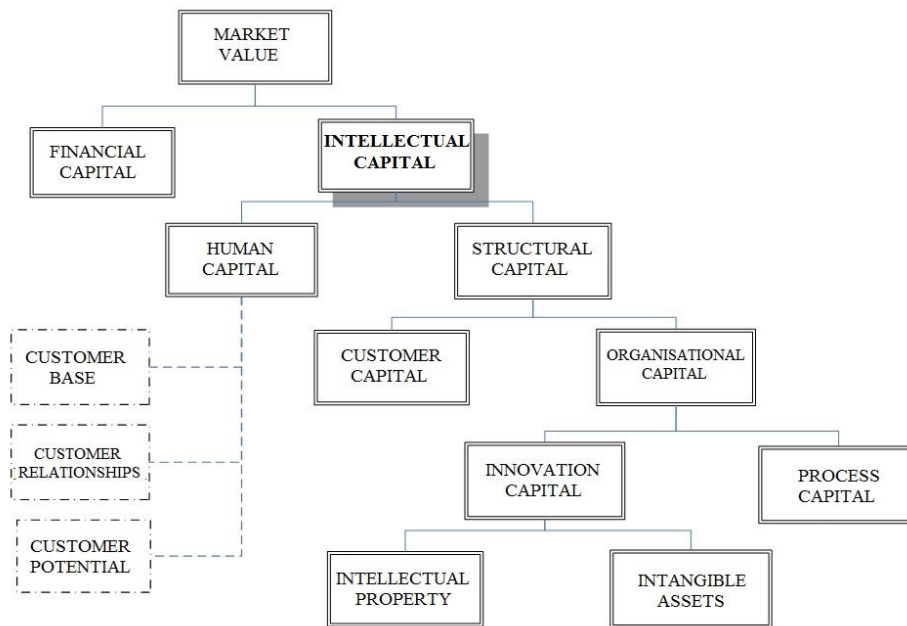 MARKET
VALUE
FINANCIAL
CAPITAL
INTELLECTUAL
CAPITAL
HUMAN
CAPITAL
STRUCTURAL
CAPITAL
CUSTOMER
BASE
CUSTOMER
CAPITAL
ORGANISATIONAL
CAPITAL
CUSTOMER
RELATIONSHIPS
INNOVATION
CAPITAL
PROCESS
CAPITAL
CUSTOMER
POTENTIAL
INTELLECTUAL
PROPERTY
INTANGIBLE
ASSETS